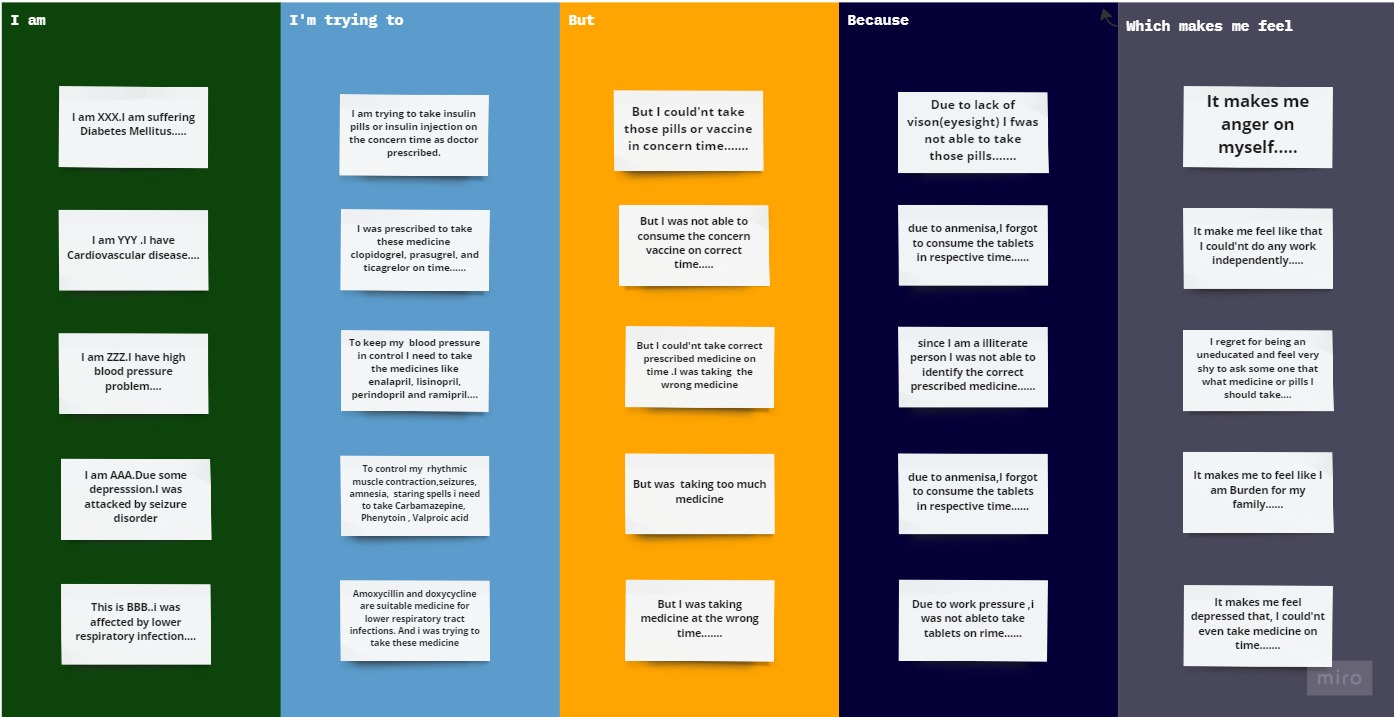 I am
I'm trying to
But
Because
Which makes me feel
I am XXX.I am suffering
Diabetes Mellitus.....
I am trying to take insulin
pills or insulin injection on
the concern time as doctor
prescribed.
But I could'nt take
those pills or vaccine
in concern time.......
Due to lack of
vison(eyesight) I fwas
not able to take
those pills.......
It makes me
anger on
myself.....
I am YYY .I have
Cardiovascular disease....
I was prescribed to take
these medicine
clopidogrel, prasugrel, and
ticagrelor on time......
But I was not able to
consume the concern
vaccine on correct
time.....
due to anmenisa,I forgot
to consume the tablets
in respective time......
It make me feel like that
I could'nt do any work
independently.....
I am ZZZ.I have high
blood pressure
problem....
To keep my  blood pressure
in control I need to take
the medicines like
enalapril, lisinopril,
perindopril and ramipril....
But I could'nt take correct
prescribed medicine on
time .I was taking  the
wrong medicine
since I am a illiterate
person I was not able to
identify the correct
prescribed medicine......
I regret for being an
uneducated and feel very
shy to ask some one that
what medicine or pills I
should take....
I am AAA.Due some
depresssion.I was
attacked by seizure
disorder
To control my  rhythmic
muscle contraction,seizures,
amnesia,  staring spells i need
to take Carbamazepine,
Phenytoin , Valproic acid
But was  taking too much
medicine
due to anmenisa,I forgot
to consume the tablets
in respective time......
It makes me to feel like I
am Burden for my
family......
This is BBB..i was
affected by lower
respiratory infection....
Amoxycillin and doxycycline
are suitable medicine for
lower respiratory tract
infections. And i was trying to
take these medicine
But I was taking
medicine at the wrong
time.......
Due to work pressure ,i
was not ableto take
tablets on rime......
It makes me feel
depressed that, I could'nt
even take medicine on
time.......
miro